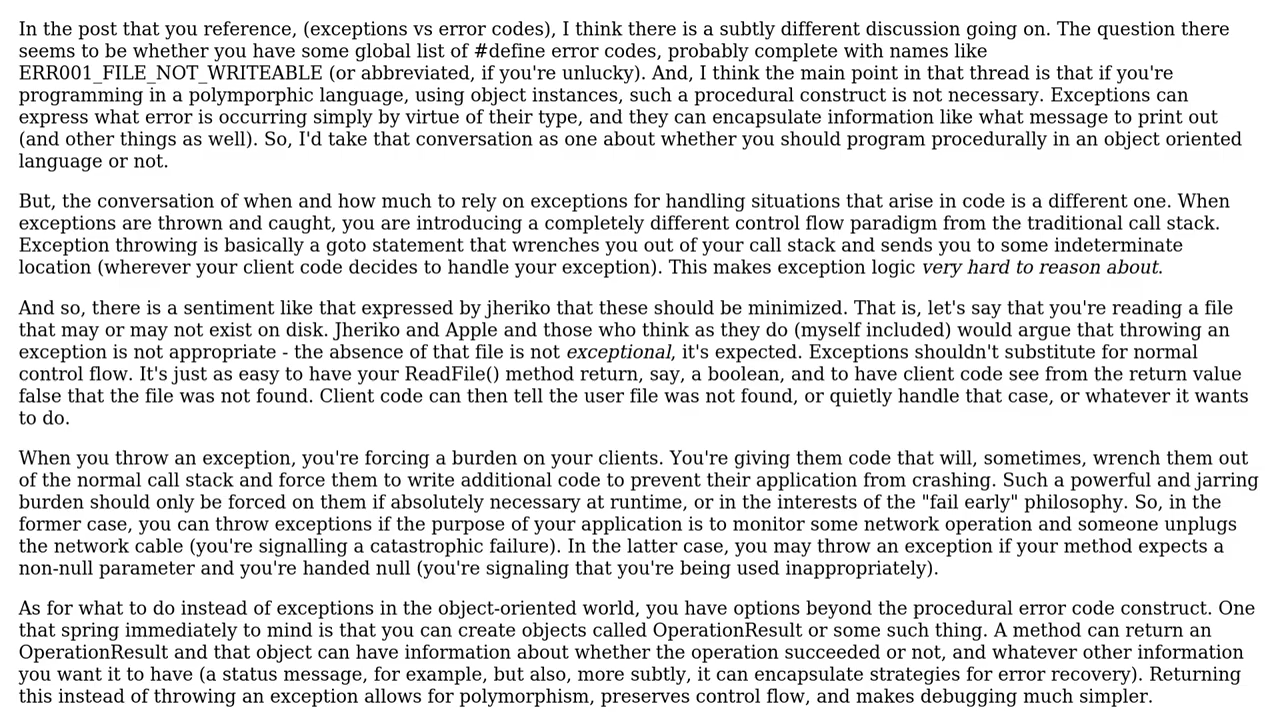 In the post that you reference, (exceptions vs error codes), I think there is a subtly different discussion going on. The question there
seems to be whether you have some global list of #define error codes, probably complete with names like
ERR001_FILE_NOT_WRITEABLE (or abbreviated, if you're unlucky). And, I think the main point in that thread is that if you're
programming in a polymporphic language, using object instances, such a procedural construct is not necessary. Exceptions can
express what error is occurring simply by virtue of their type, and they can encapsulate information like what message to print out
(and other things as well). So, I'd take that conversation as one about whether you should program procedurally in an object oriented
language or not.
But, the conversation of when and how much to rely on exceptions for handling situations that arise in code is a different one. When
exceptions are thrown and caught, you are introducing a completely different control flow paradigm from the traditional call stack.
Exception throwing is basically a goto statement that wrenches you out of your call stack and sends you to some indeterminate
location (wherever your client code decides to handle your exception). This makes exception logic very hard to reason about.
And so, there is a sentiment like that expressed by jheriko that these should be minimized. That is, let's say that you're reading a file
that may or may not exist on disk. Jheriko and Apple and those who think as they do (myself included) would argue that throwing an
exception is not appropriate - the absence of that file is not exceptional, it's expected. Exceptions shouldn't substitute for normal
control flow. It's just as easy to have your ReadFile() method return, say, a boolean, and to have client code see from the return value
false that the file was not found. Client code can then tell the user file was not found, or quietly handle that case, or whatever it wants
to do.
When you throw an exception, you're forcing a burden on your clients. You're giving them code that will, sometimes, wrench them out
of the normal call stack and force them to write additional code to prevent their application from crashing. Such a powerful and jarring
burden should only be forced on them if absolutely necessary at runtime, or in the interests of the "fail early" philosophy. So, in the
former case, you can throw exceptions if the purpose of your application is to monitor some network operation and someone unplugs
the network cable (you're signalling a catastrophic failure). In the latter case, you may throw an exception if your method expects a
non-null parameter and you're handed null (you're signaling that you're being used inappropriately).
As for what to do instead of exceptions in the object-oriented world, you have options beyond the procedural error code construct. One
that spring immediately to mind is that you can create objects called OperationResult or some such thing. A method can return an
OperationResult and that object can have information about whether the operation succeeded or not, and whatever other information
you want it to have (a status message, for example, but also, more subtly, it can encapsulate strategies for error recovery). Returning
this instead of throwing an exception allows for polymorphism, preserves control flow, and makes debugging much simpler.